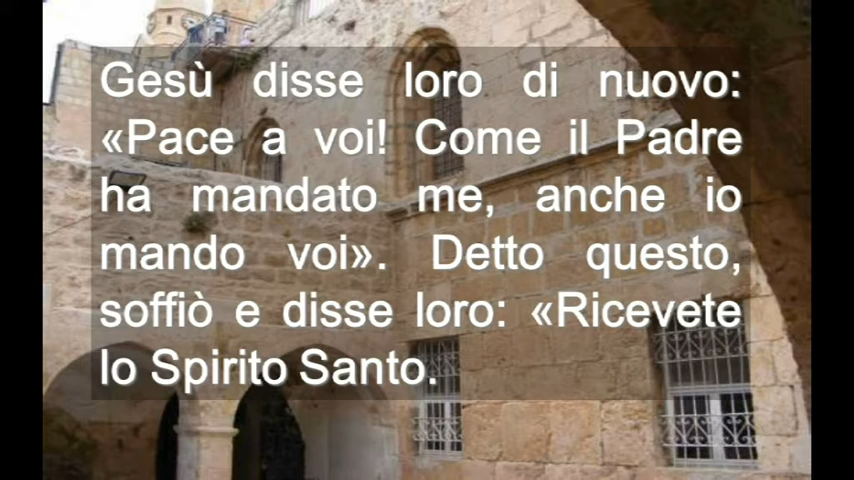 Gesù disse loro di nuovo:
«Pace a voi! Come il Padre
ha mandato me, anche io
mando voi». Detto questo,
soffiò e disse loro: «Ricevete
lo Spirito Santo.